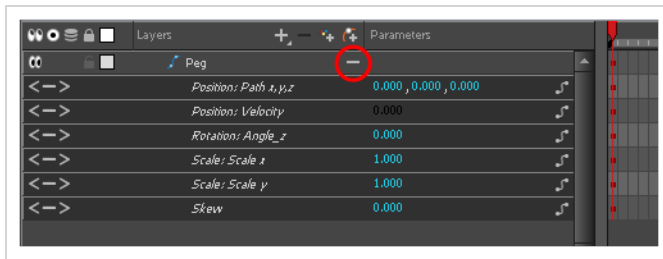 Layers Parameters
Peg
Position: Path x,y,z 0.000 , 0.000 , 0.000
Position: Velocity 0.000
Rotation: Angle_z 0.000
Scale: Scale x 1.000
Scale: Scale y 1.000
Skew 0.000